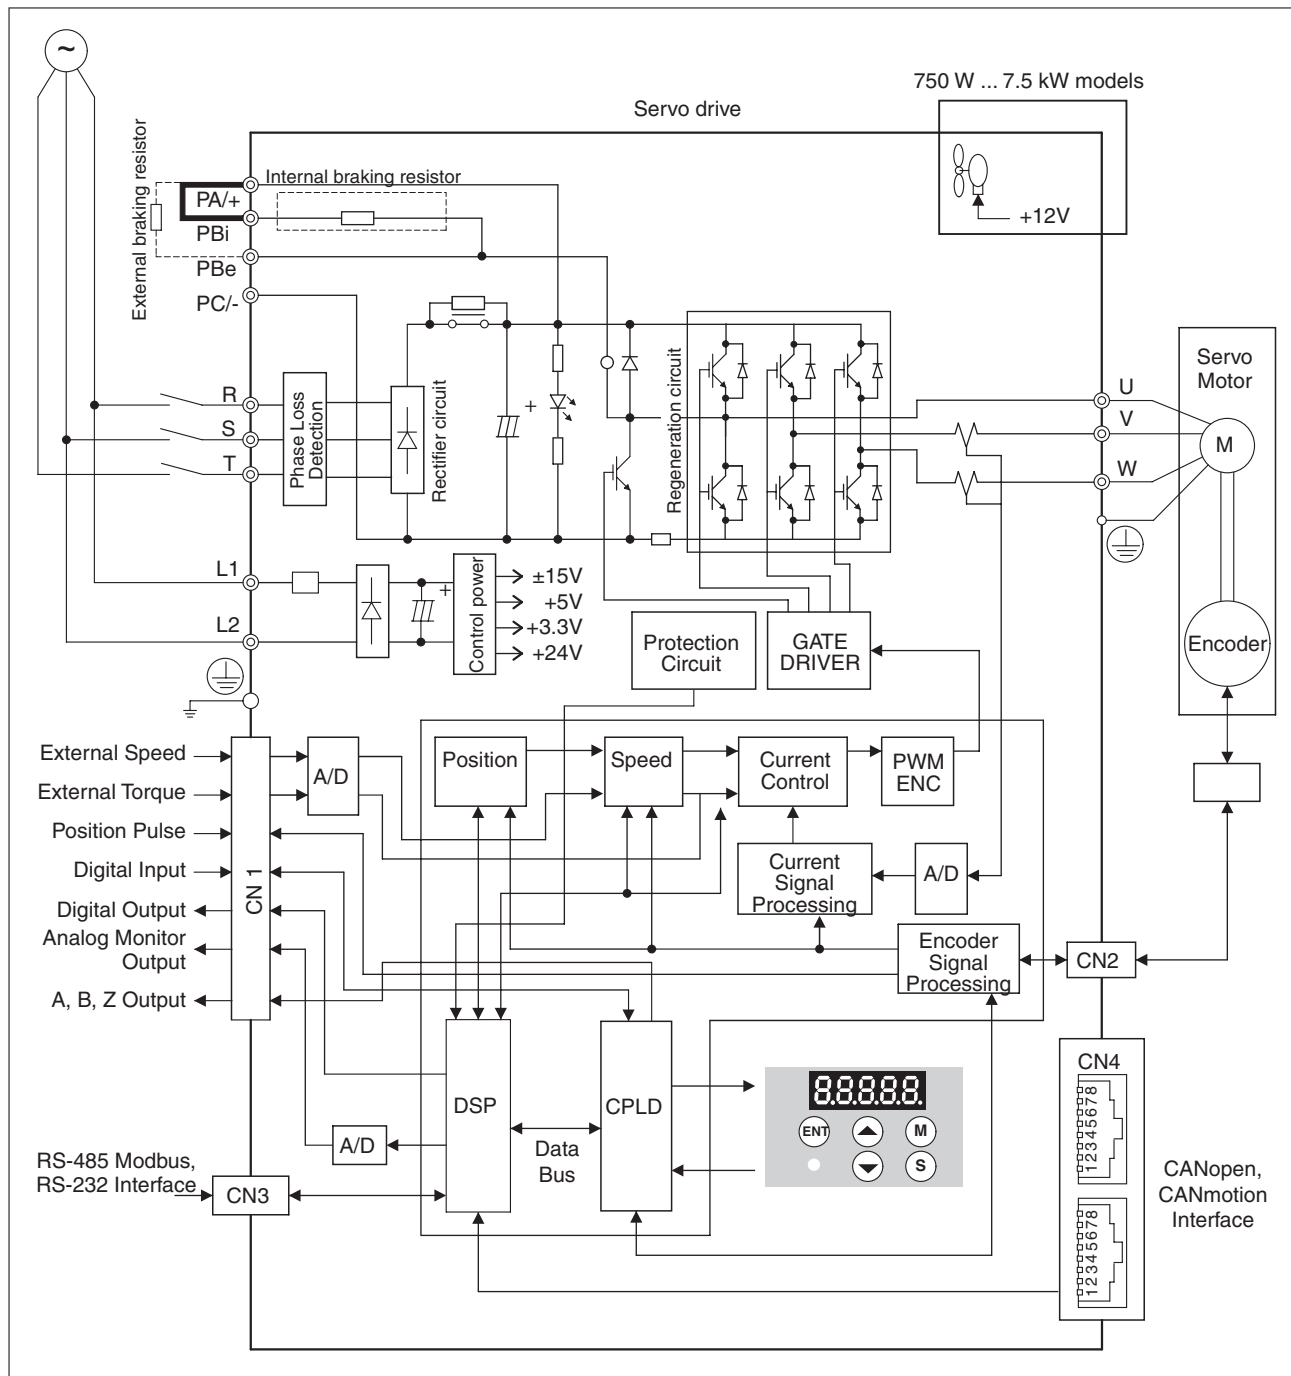 ~
750 W ... 7.5 kW models
Servo drive
+12V
External braking resistor
Internal braking resistor
PA/+
PBi
PBe
PC/-
R
S
T
Phase Loss
Detection
Rectifier circuit
+
Regeneration circuit
U
V
W
Servo
Motor
M
Encoder
L1
L2
+
Control power
±15V
+5V
+3.3V
+24V
Protection
Circuit
GATE
DRIVER
External Speed
External Torque
Position Pulse
Digital Input
Digital Output
Analog Monitor
Output
A, B, Z Output
CN 1
A/D
Position
Speed
Current
Control
PWM
ENC
Current
Signal
Processing
A/D
Encoder
Signal
Processing
CN2
DSP
CPLD
Data
Bus
A/D
8.8.8.8.8.
ENT
M
S
RS-485 Modbus,
RS-232 Interface
CN3
CN4
12345678
12345678
CANopen,
CANmotion
Interface